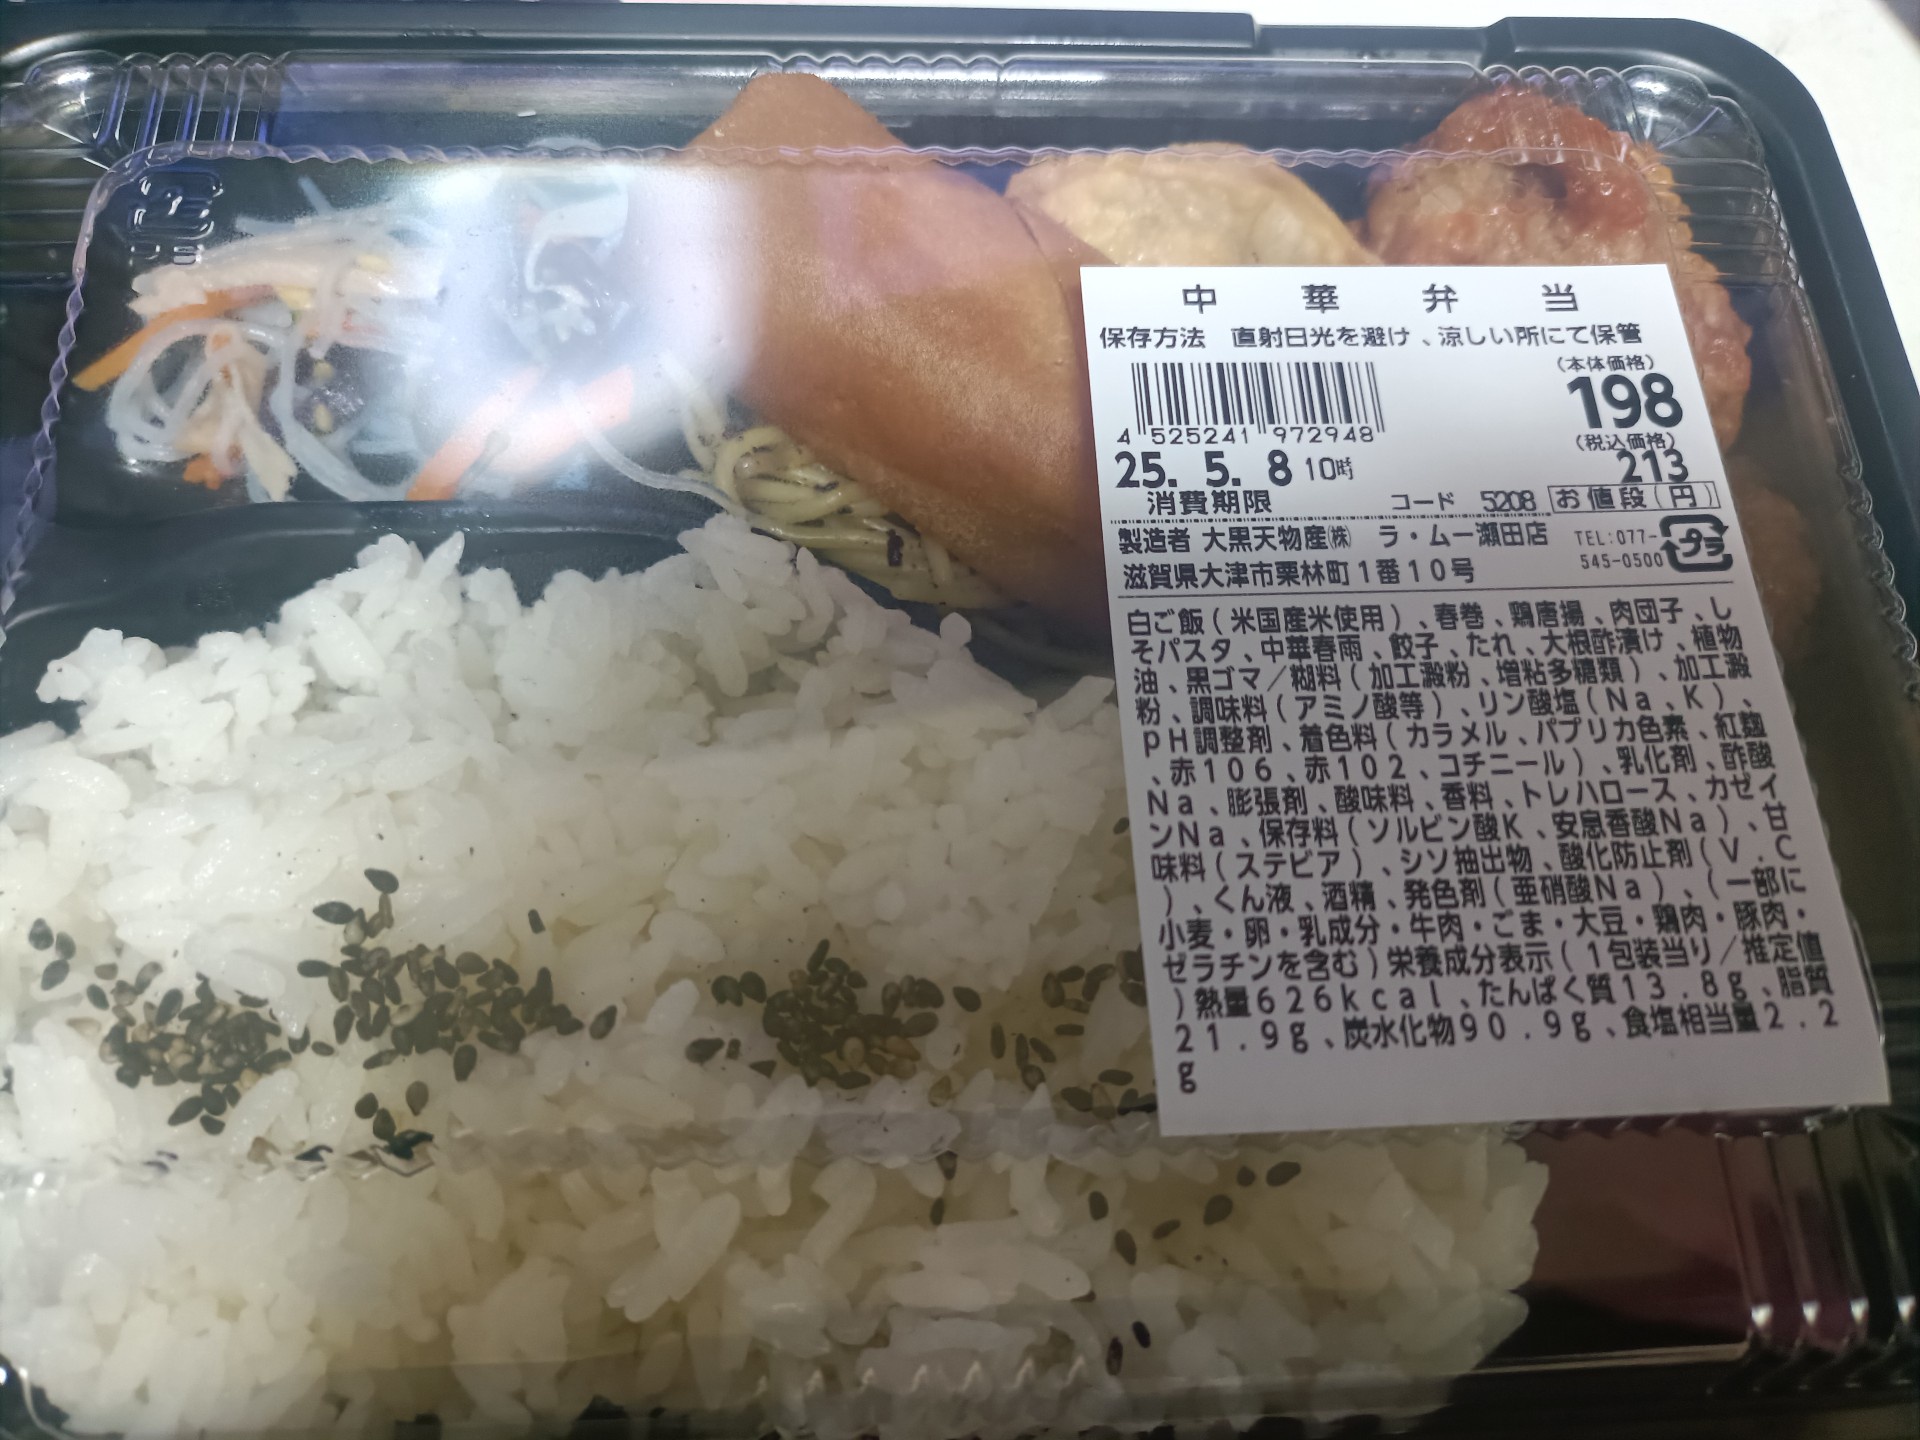 中華弁当
保存方法 直射日光を避け、涼しい所にて保管
(本体価格)
198
4 525241 972948
(税込価格)
213
25. 5. 8 10時
消費期限 コード 5208 お値段(円)
製造者 大黒天物産㈱ ラ・ムー瀬田店 TEL:077-
545-0500
プラ
滋賀県大津市栗林町1番10号
白ご飯(米国産米使用)、春巻、鶏唐揚、肉団子、し
そパスタ、中華春雨、餃子、たれ、大根酢漬け、植物
油、黒ゴマ/糊料(加工澱粉、増粘多糖類)、加工澱
粉、調味料(アミノ酸等)、リン酸塩(Na、K)、
pH調整剤、着色料(カラメル、パプリカ色素、紅麹
、赤106、赤102、コチニール)、乳化剤、酢酸
Na、膨張剤、酸味料、香料、トレハロース、カゼイ
ンNa、保存料(ソルビン酸K、安息香酸Na)、甘
味料(ステビア)、シソ抽出物、酸化防止剤(V.C
)、くん液、酒精、発色剤(亜硝酸Na)、(一部に
小麦・卵・乳成分・牛肉・ごま・大豆・鶏肉・豚肉・
ゼラチンを含む)栄養成分表示(1包装当り/推定値
)熱量626kcal、たんぱく質13.8g、脂質
21.9g、炭水化物90.9g、食塩相当量2.2
g